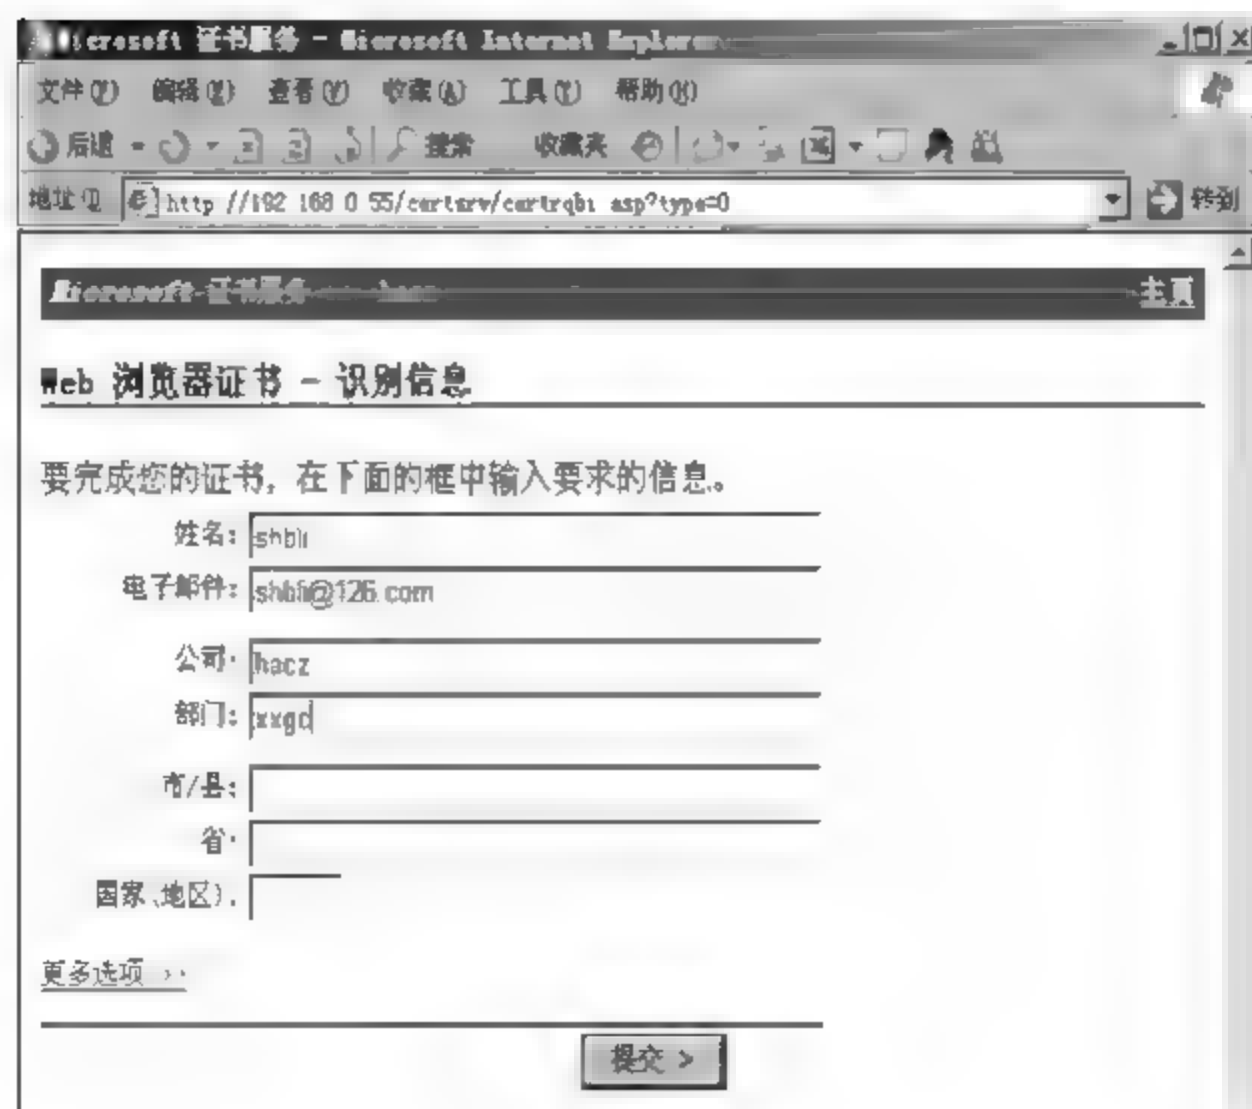 Microsoft 证书服务 - Microsoft Internet Explorer
文件(F) 编辑(E) 查看(V) 收藏(A) 工具(T) 帮助(H)
后退 搜索 收藏夹
地址(D) http://192.168.0.55/certsrv/certrqbi.asp?type=0 转到
Microsoft 证书服务 主页
Web 浏览器证书 - 识别信息
要完成您的证书，在下面的框中输入要求的信息。
姓名: shbli
电子邮件: shbli@126.com
公司: hacz
部门:
市/县:
省:
国家(地区):
更多选项 >>
提交 >